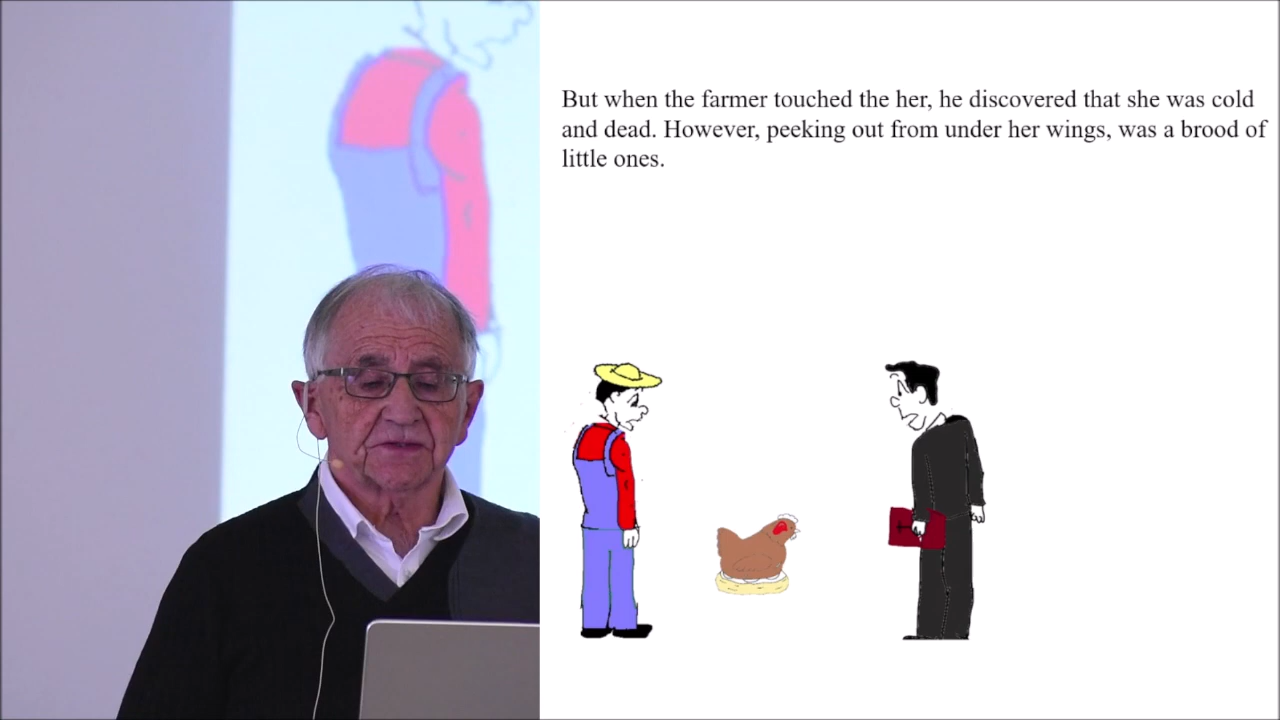 But when the farmer touched the her, he discovered that she was cold
and dead. However, peeking out from under her wings, was a brood of
little ones.